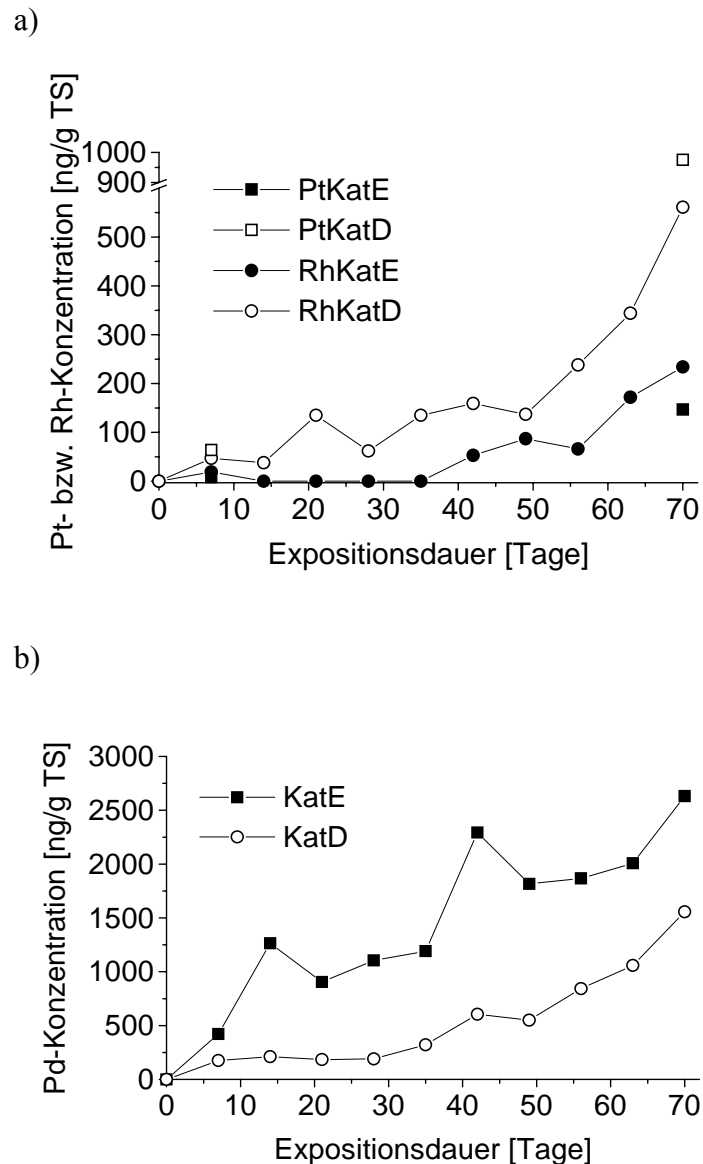 a)
Pt- bzw. Rh-Konzentration [ng/g TS]
1000
900
500
400
300
200
100
0
PtKatE
PtKatD
RhKatE
RhKatD
0 10 20 30 40 50 60 70
Expositionsdauer [Tage]
b)
Pd-Konzentration [ng/g TS]
3000
2500
2000
1500
1000
500
0
KatE
KatD
0 10 20 30 40 50 60 70
Expositionsdauer [Tage]